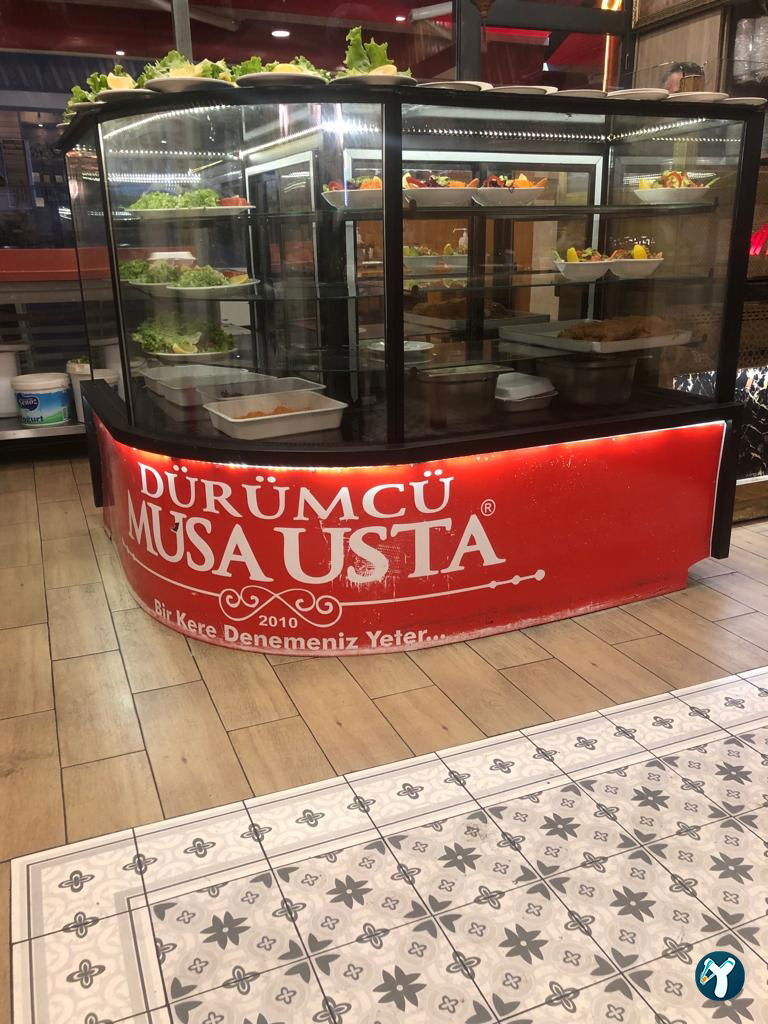 DÜRÜMCÜ
MUSA USTA®
2010
Bir Kere Denemeniz Yeter...